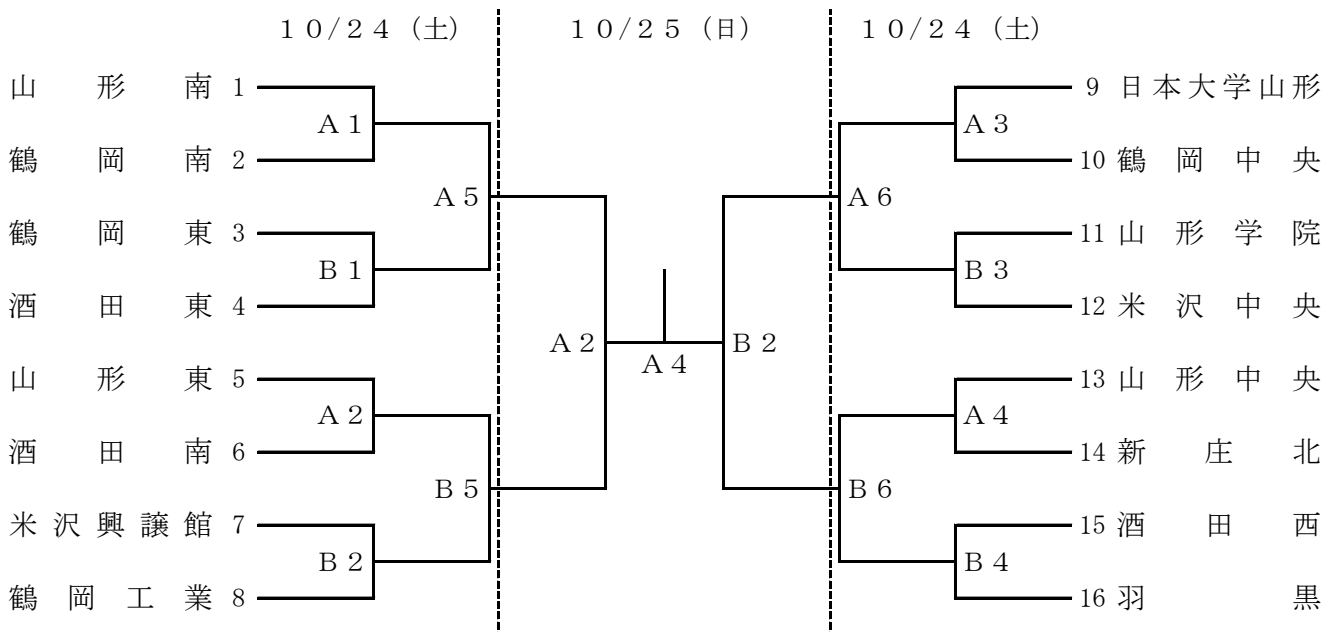 １０/２４（土） １０/２５（日） １０/２４（土）
山形南 1 9 日本大学山形
Ａ１ Ａ３
鶴岡南 2 10 鶴岡中央
Ａ５ Ａ６
鶴岡東 3 11 山形学院
Ｂ１ Ｂ３
酒田東 4 12 米沢中央
Ａ２ Ｂ２
Ａ４
山形東 5 13 山形中央
Ａ２ Ａ４
酒田南 6 14 新庄北
Ｂ５ Ｂ６
米沢興譲館 7 15 酒田西
Ｂ２ Ｂ４
鶴岡工業 8 16 羽黒